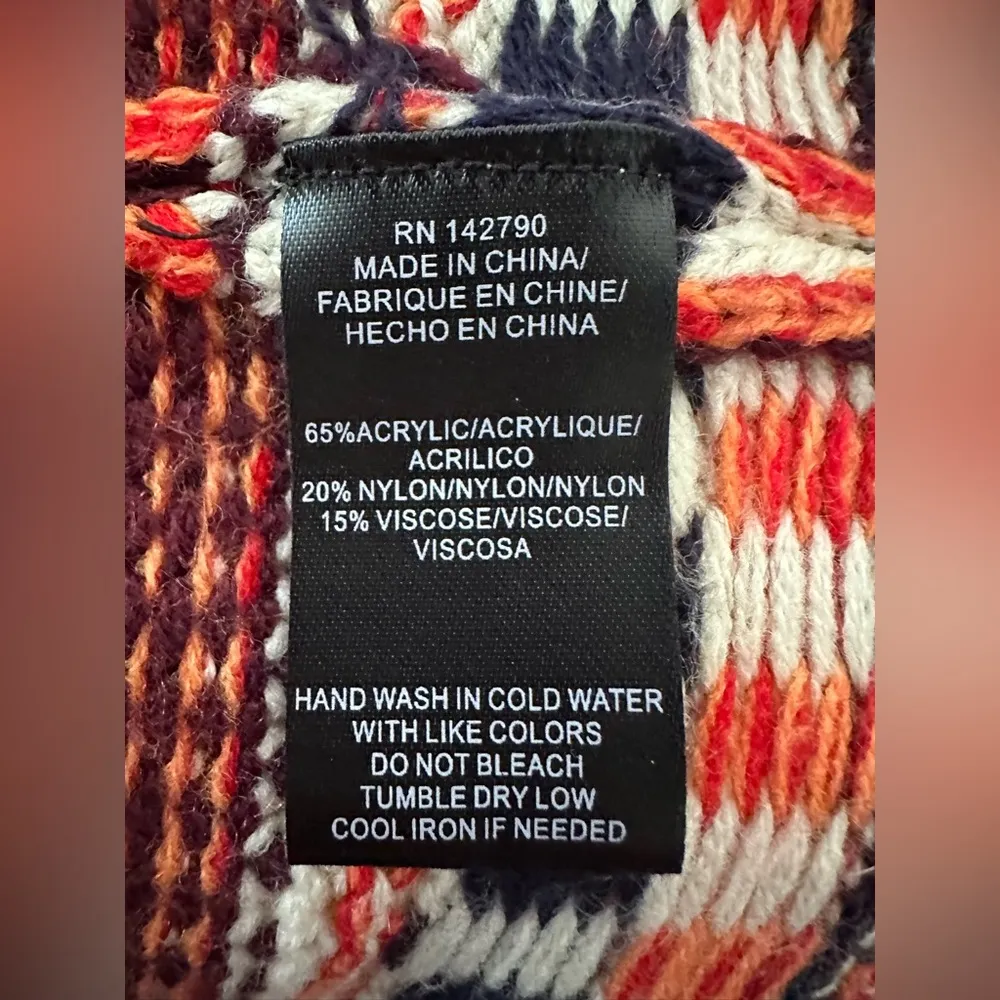 RN 142790
MADE IN CHINA/
FABRIQUE EN CHINE/
HECHO EN CHINA
65%ACRYLIC/ACRYLIQUE/
ACRILICO
20% NYLON/NYLON/NYLON
15% VISCOSE/VISCOSE/
VISCOSA
HAND WASH IN COLD WATER
WITH LIKE COLORS
DO NOT BLEACH
TUMBLE DRY LOW
COOL IRON IF NEEDED